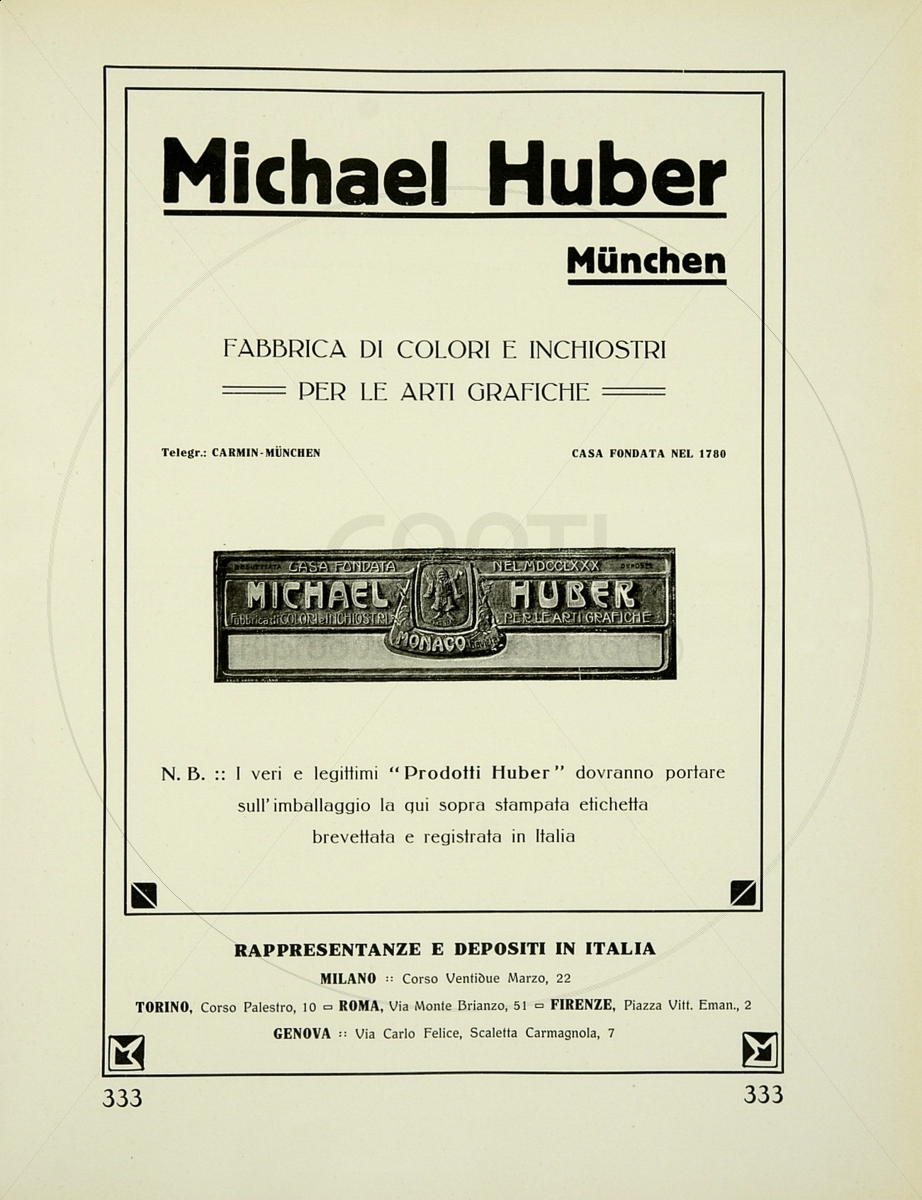 Michael Huber
München
FABBRICA DI COLORI E INCHIOSTRI
PER LE ARTI GRAFICHE
Telegr.: CARMIN-MÜNCHEN
CASA FONDATA NEL 1780
CASA FONDATA NEL MDCCLXXX
MICHAEL HUBER
Fabbrica di COLORI e INCHIOSTRI PER LE ARTI GRAFICHE
MONACO
N. B. :: I veri e legittimi “Prodotti Huber” dovranno portare
sull'imballaggio la qui sopra stampata etichetta
brevettata e registrata in Italia
RAPPRESENTANZE E DEPOSITI IN ITALIA
MILANO :: Corso Ventidue Marzo, 22
TORINO, Corso Palestro, 10 ▭ ROMA, Via Monte Brianzo, 51 ▭ FIRENZE, Piazza Vitt. Eman., 2
GENOVA :: Via Carlo Felice, Scaletta Carmagnola, 7
333
333